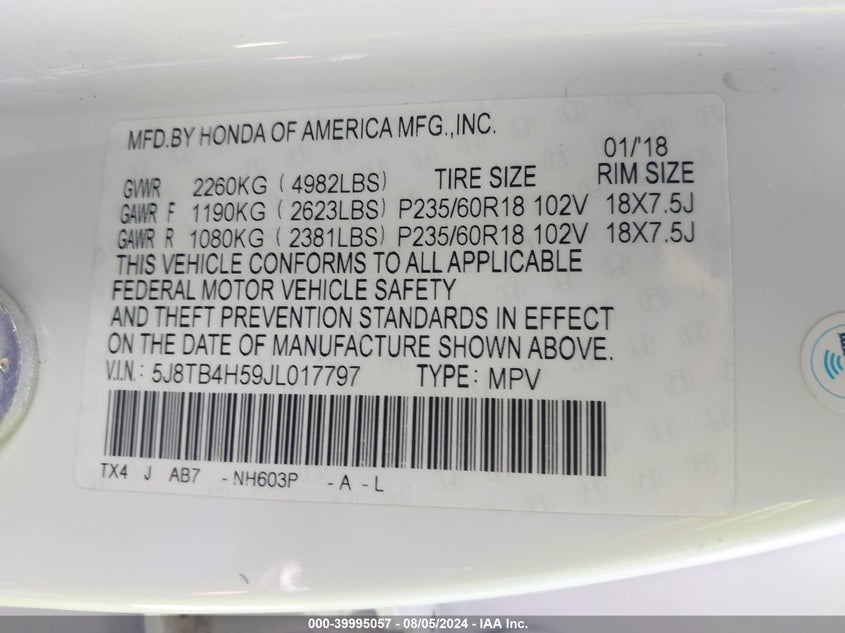 MFD.BY HONDA OF AMERICA MFG.,INC.
01/'18
GVWR 2260KG ( 4982LBS) TIRE SIZE RIM SIZE
GAWR F 1190KG ( 2623LBS) P235/60R18 102V 18X7.5J
GAWR R 1080KG ( 2381LBS) P235/60R18 102V 18X7.5J
THIS VEHICLE CONFORMS TO ALL APPLICABLE
FEDERAL MOTOR VEHICLE SAFETY
AND THEFT PREVENTION STANDARDS IN EFFECT
ON THE DATE OF MANUFACTURE SHOWN ABOVE.
V.I.N.: 5J8TB4H59JL017797 TYPE: MPV
TX4 J AB7 -NH603P -A -L
000-39995057 - 08/05/2024 - IAA Inc.